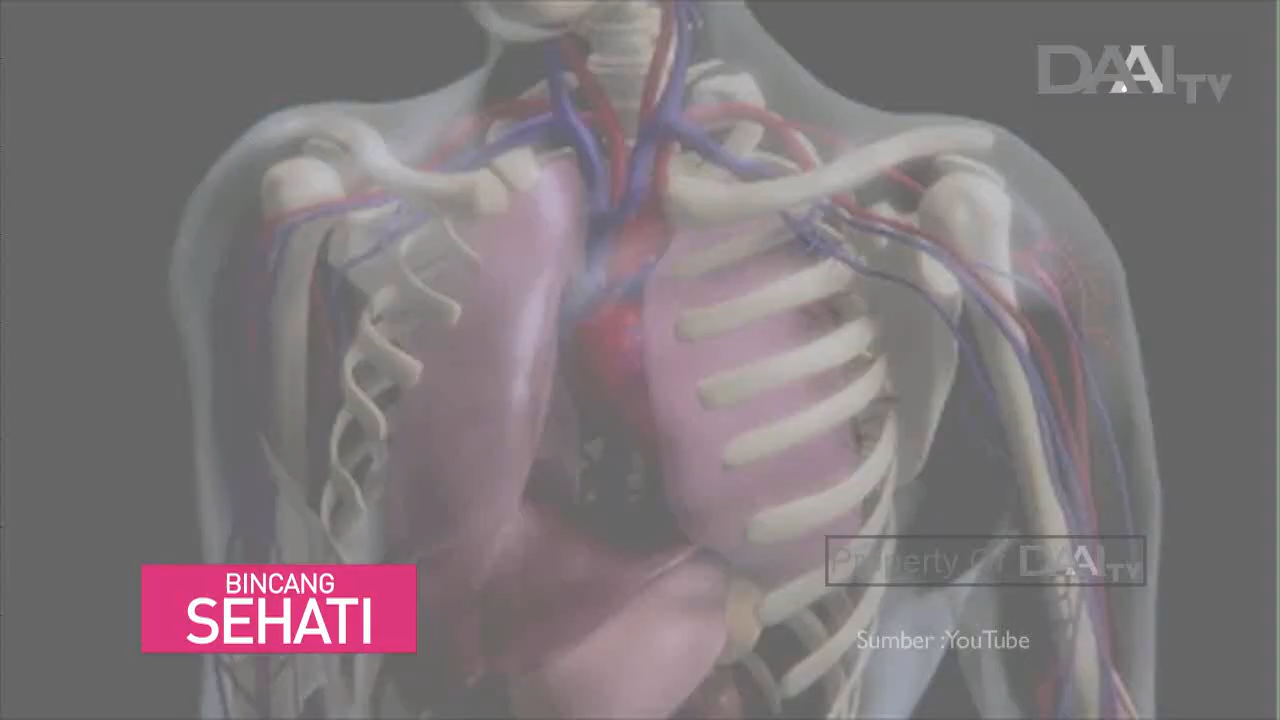 DAAI TV
BINCANG
SEHATI
Property Of DAAI TV
Sumber :YouTube